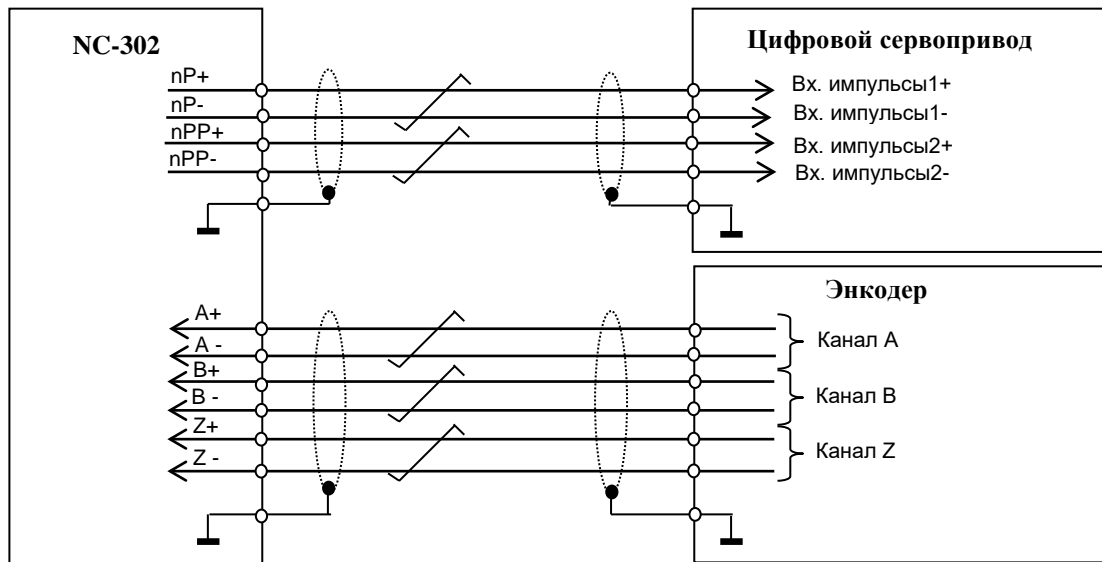 NC-302
nP+
nP-
nPP+
nPP-
Цифровой сервопривод
Вх. импульсы1+
Вх. импульсы1-
Вх. импульсы2+
Вх. импульсы2-
A+
A -
B+
B -
Z+
Z -
Энкодер
Канал A
Канал B
Канал Z